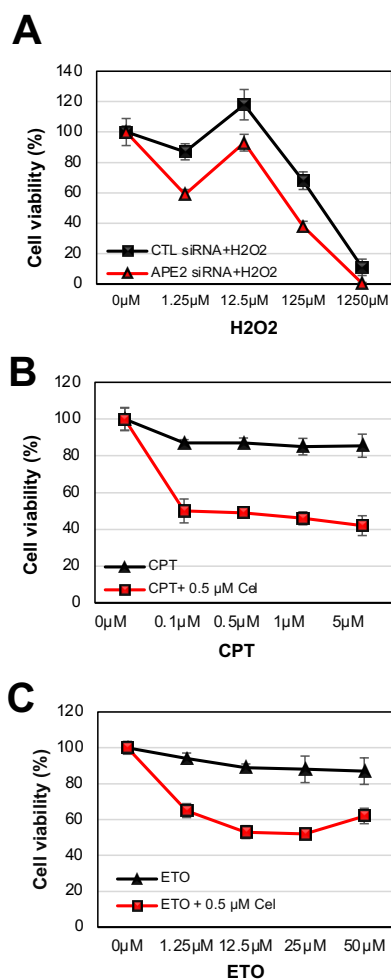 A
Cell viability (%)
140
120
100
80
60
40
20
0
CTL siRNA+H2O2
APE2 siRNA+H2O2
0µM 1.25µM 12.5µM 125µM 1250µM
H2O2
B
Cell viability (%)
120
100
80
60
40
20
0
CPT
CPT+ 0.5 µM Cel
0µM 0.1µM 0.5µM 1µM 5µM
CPT
C
Cell viability (%)
120
100
80
60
40
20
0
ETO
ETO + 0.5 µM Cel
0µM 1.25µM 12.5µM 25µM 50µM
ETO